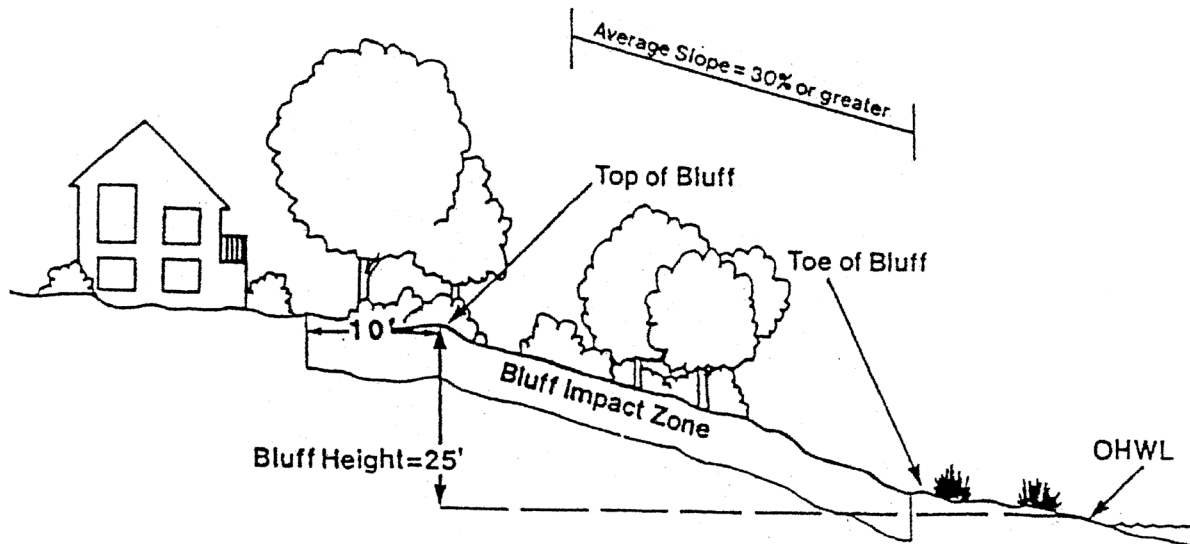 Average Slope = 30% or greater
Top of Bluff
Toe of Bluff
10'
Bluff Impact Zone
Bluff Height=25'
OHWL